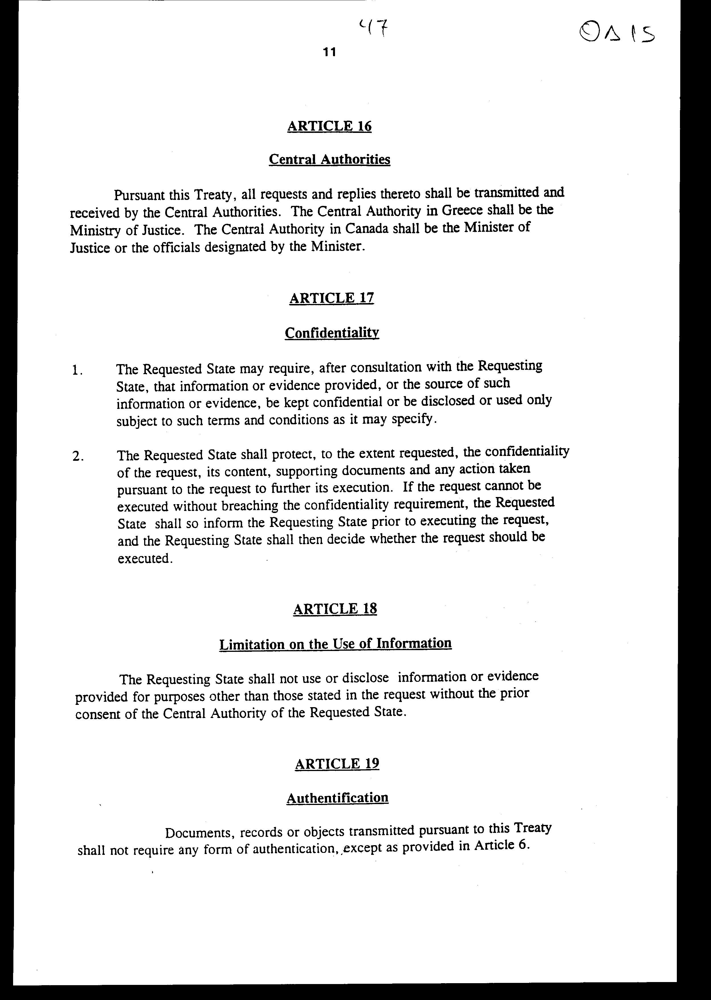 47
11
ARTICLE 16
Central Authorities
Pursuant this Treaty, all requests and replies thereto shall be transmitted and
received by the Central Authorities. The Central Authority in Greece shall be the
Ministry of Justice. The Central Authority in Canada shall be the Minister of
Justice or the officials designated by the Minister.
ARTICLE 17
Confidentiality
1. The Requested State may require, after consultation with the Requesting
State, that information or evidence provided, or the source of such
information or evidence, be kept confidential or be disclosed or used only
subject to such terms and conditions as it may specify.
2. The Requested State shall protect, to the extent requested, the confidentiality
of the request, its content, supporting documents and any action taken
pursuant to the request to further its execution. If the request cannot be
executed without breaching the confidentiality requirement, the Requested
State shall so inform the Requesting State prior to executing the request,
and the Requesting State shall then decide whether the request should be
executed.
ARTICLE 18
Limitation on the Use of Information
The Requesting State shall not use or disclose information or evidence
provided for purposes other than those stated in the request without the prior
consent of the Central Authority of the Requested State.
ARTICLE 19
Authentification
Documents, records or objects transmitted pursuant to this Treaty
shall not require any form of authentication, except as provided in Article 6.